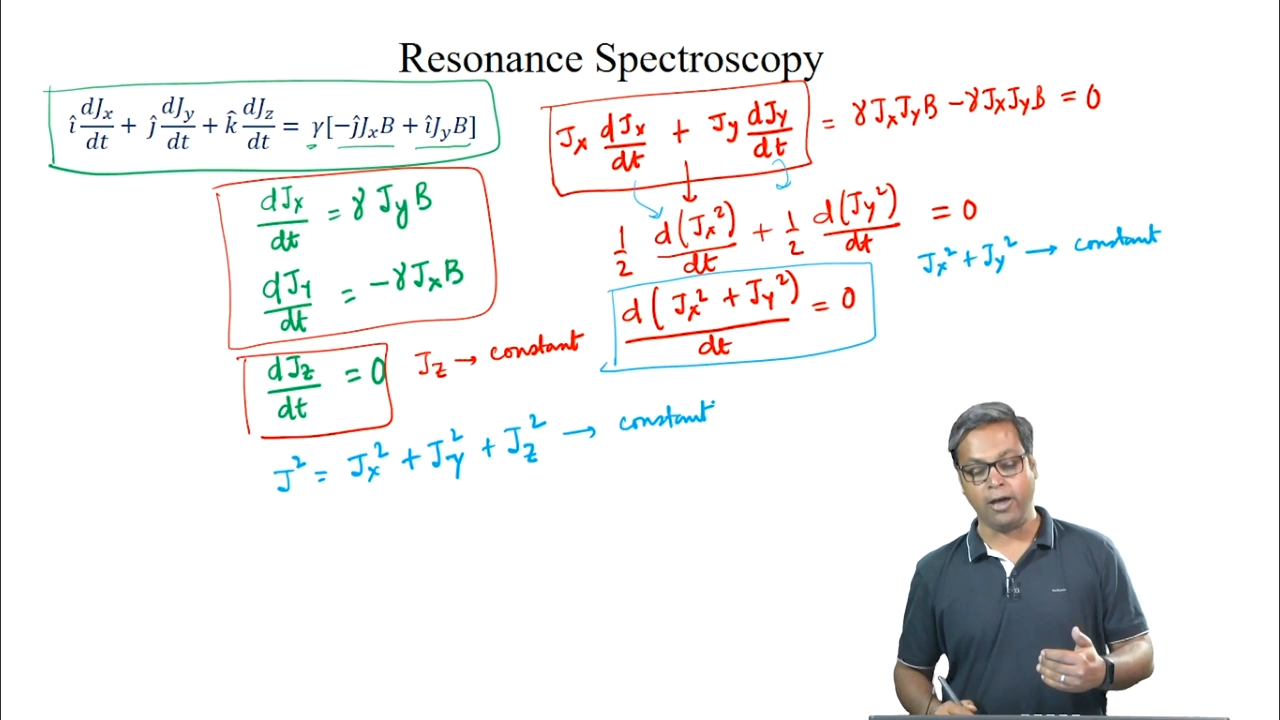 Resonance Spectroscopy
î dJx/dt + ĵ dJy/dt + k̂ dJz/dt = γ[−ĵJxB + îJyB]
dJx/dt = γ JyB
dJy/dt = −γJxB
dJz/dt = 0
Jz → constant
J² = Jx² + Jy² + Jz² → constant
Jx dJx/dt + Jy dJy/dt = γJxJyB − γJxJyB = 0
1/2 d(Jx²)/dt + 1/2 d(Jy²)/dt = 0
Jx² + Jy² → constant
d(Jx² + Jy²)/dt = 0